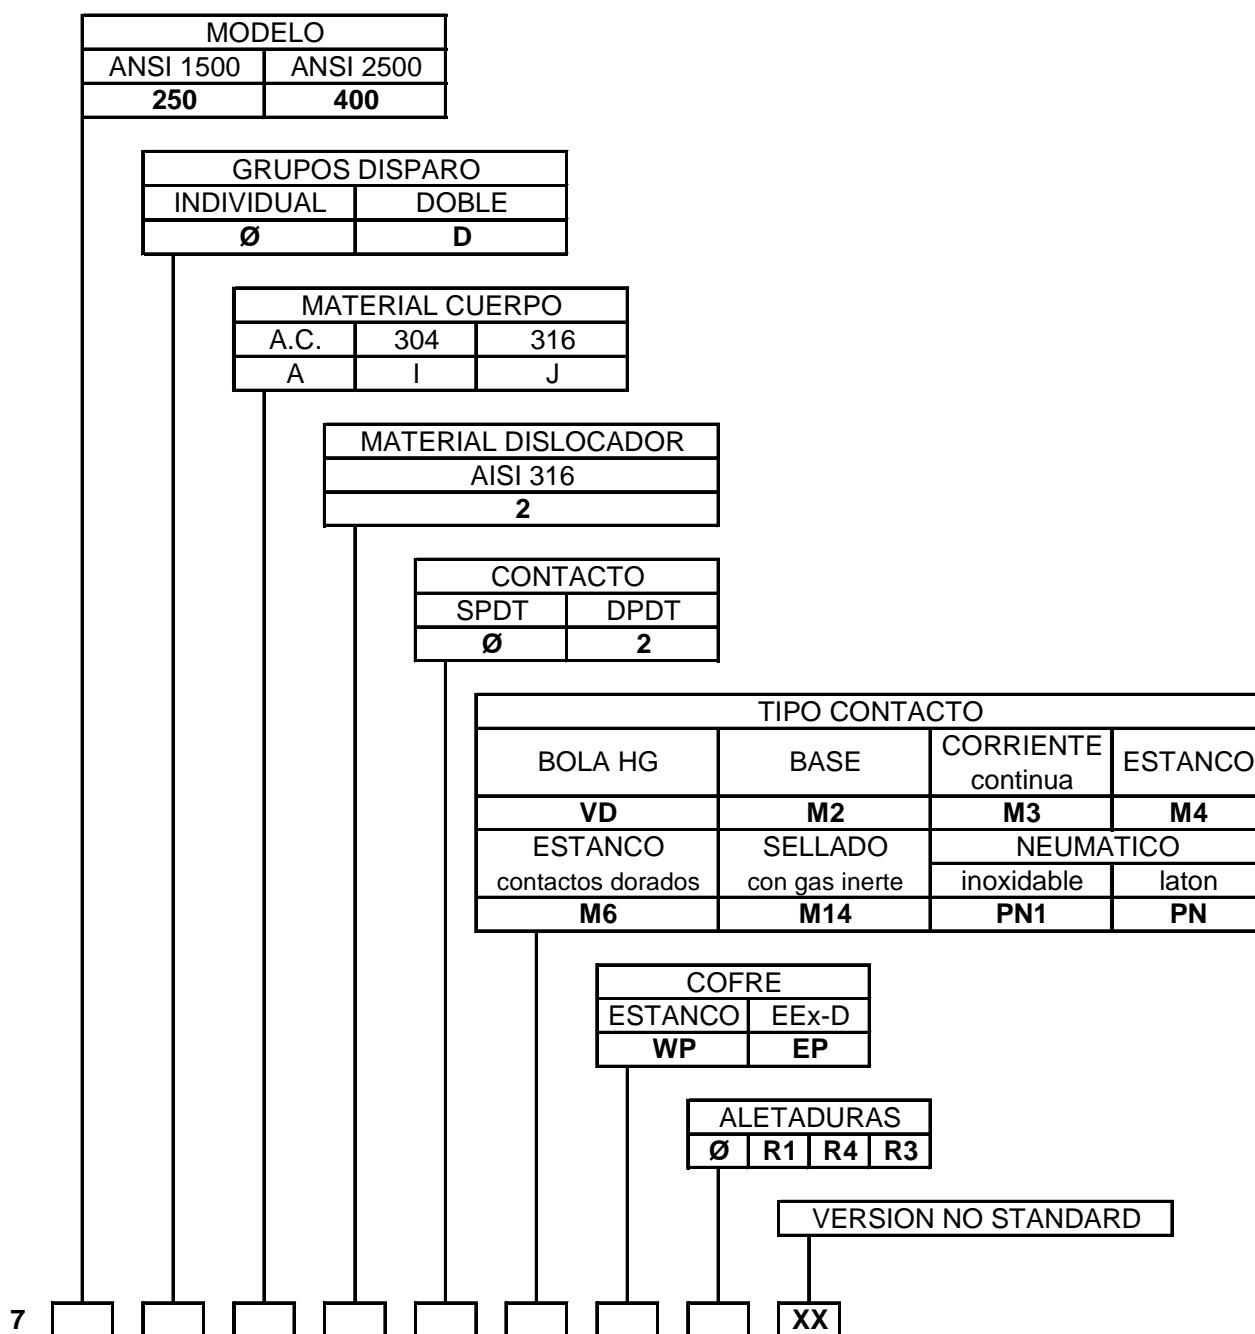 MODELO
ANSI 1500 ANSI 2500
250 400
GRUPOS DISPARO
INDIVIDUAL DOBLE
Ø D
MATERIAL CUERPO
A.C. 304 316
A I J
MATERIAL DISLOCADOR
AISI 316
2
CONTACTO
SPDT DPDT
Ø 2
TIPO CONTACTO
BOLA HG BASE CORRIENTE continua ESTANCO
VD M2 M3 M4
ESTANCO SELLADO NEUMATICO
contactos dorados con gas inerte inoxidable laton
M6 M14 PN1 PN
COFRE
ESTANCO EEx-D
WP EP
ALETADURAS
Ø R1 R4 R3
VERSION NO STANDARD
7 XX